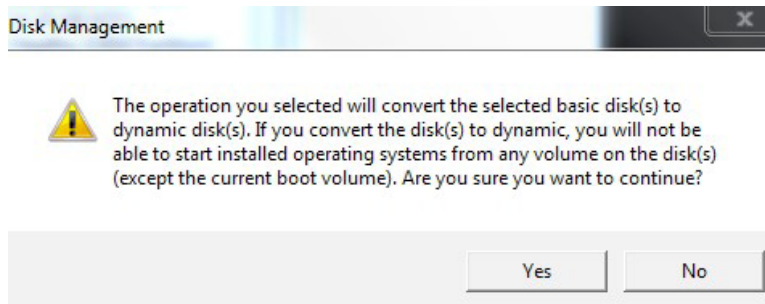 Disk Management
The operation you selected will convert the selected basic disk(s) to
dynamic disk(s). If you convert the disk(s) to dynamic, you will not be
able to start installed operating systems from any volume on the disk(s)
(except the current boot volume). Are you sure you want to continue?
Yes No